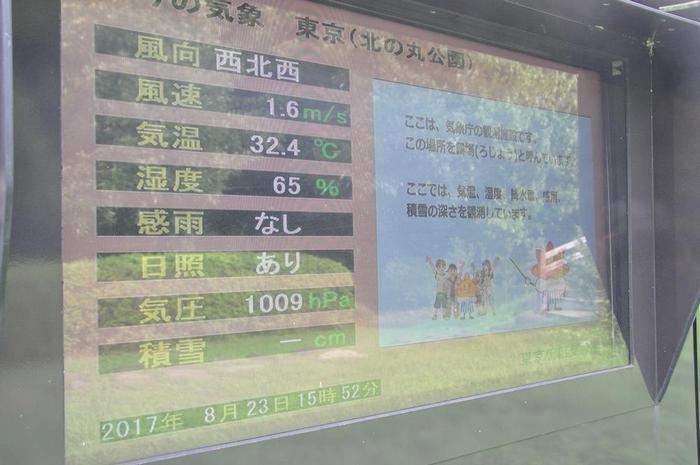 の気象 東京(北の丸公園)
風向 西北西
風速 1.6 m/s
気温 32.4 ℃
湿度 65 %
感雨 なし
日照 あり
気圧 1009 hPa
積雪 — cm
2017年 8月23日15時52分
ここは、気象庁の観測施設です。
この場所を露場(ろじょう)と呼んでいます。
ここでは、気温、湿度、降水量、感雨、
積雪の深さを観測しています。